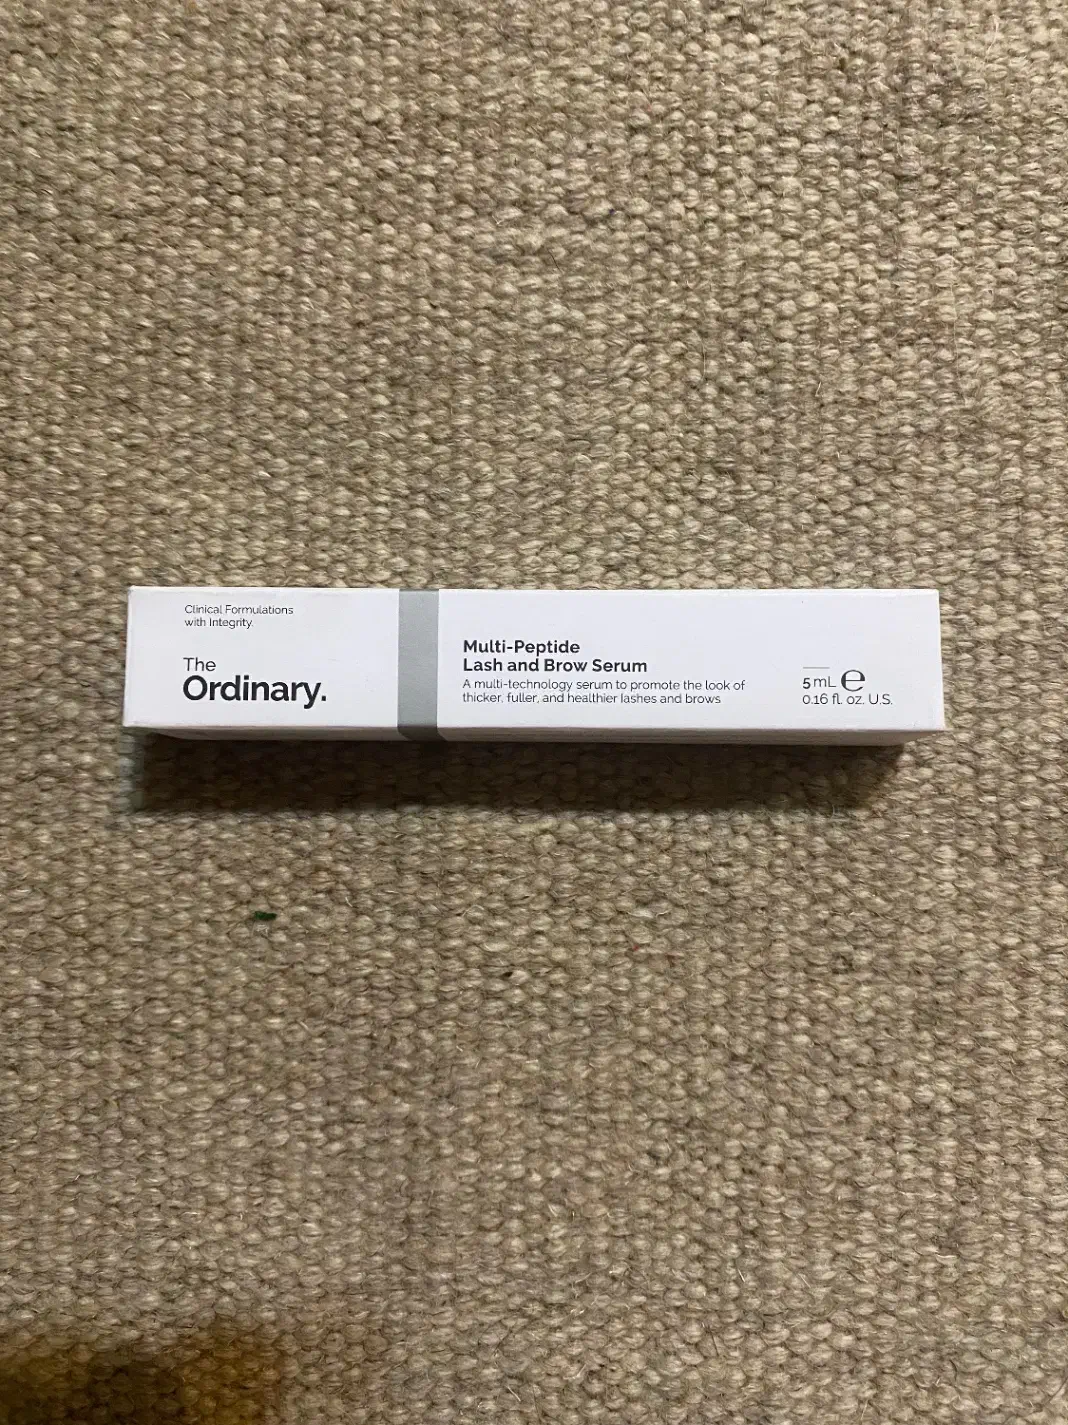 Clinical Formulations
with Integrity.
The
Ordinary.
Multi-Peptide
Lash and Brow Serum
A multi-technology serum to promote the look of
thicker, fuller, and healthier lashes and brows
5 mL ℮
0.16 fl. oz. U.S.